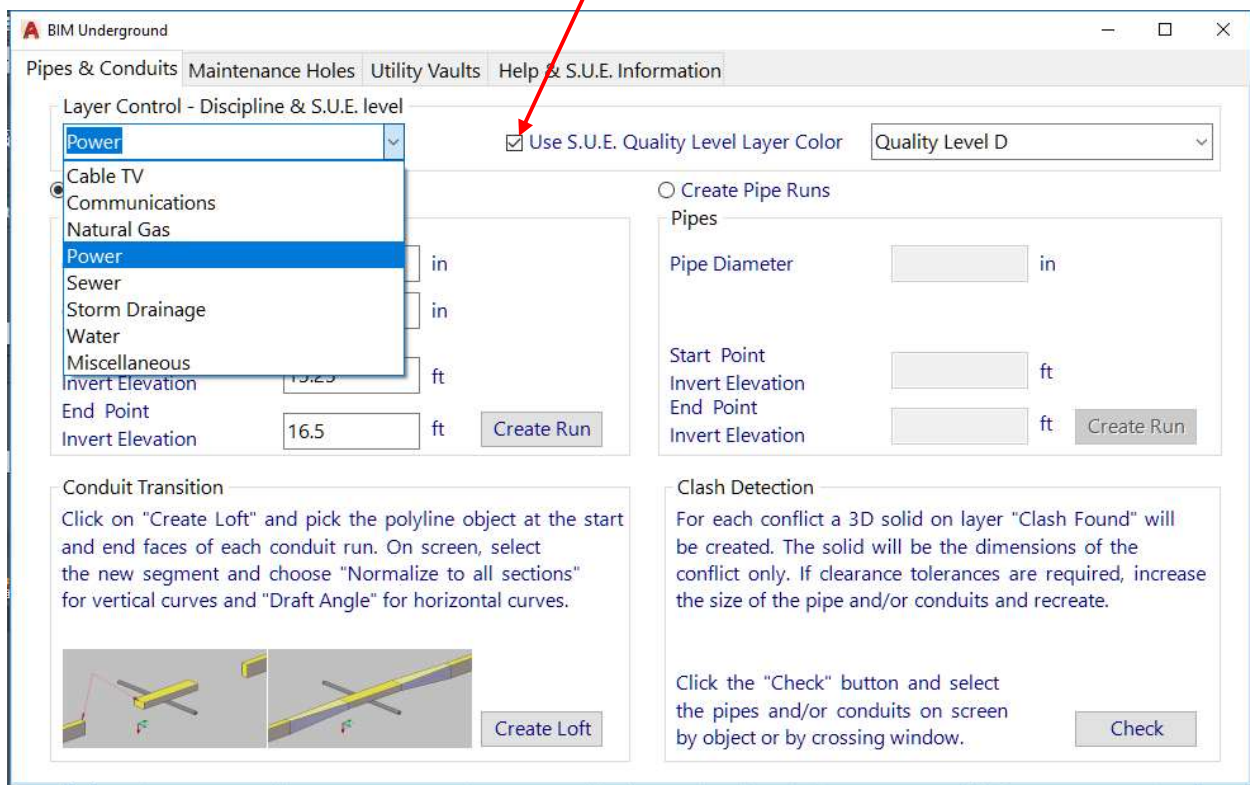 BIM Underground
Pipes & Conduits Maintenance Holes Utility Vaults Help & S.U.E. Information
Layer Control - Discipline & S.U.E. level
Power
Use S.U.E. Quality Level Layer Color
Quality Level D
Cable TV
Communications
Natural Gas
Power
Sewer
Storm Drainage
Water
Miscellaneous
in
in
Invert Elevation
ft
End Point
Invert Elevation
16.5
ft
Create Run
Create Pipe Runs
Pipes
Pipe Diameter
in
Start Point
Invert Elevation
ft
End Point
Invert Elevation
ft
Create Run
Conduit Transition
Click on "Create Loft" and pick the polyline object at the start
and end faces of each conduit run. On screen, select
the new segment and choose "Normalize to all sections"
for vertical curves and "Draft Angle" for horizontal curves.
Create Loft
Clash Detection
For each conflict a 3D solid on layer "Clash Found" will
be created. The solid will be the dimensions of the
conflict only. If clearance tolerances are required, increase
the size of the pipe and/or conduits and recreate.
Click the "Check" button and select
the pipes and/or conduits on screen
by object or by crossing window.
Check